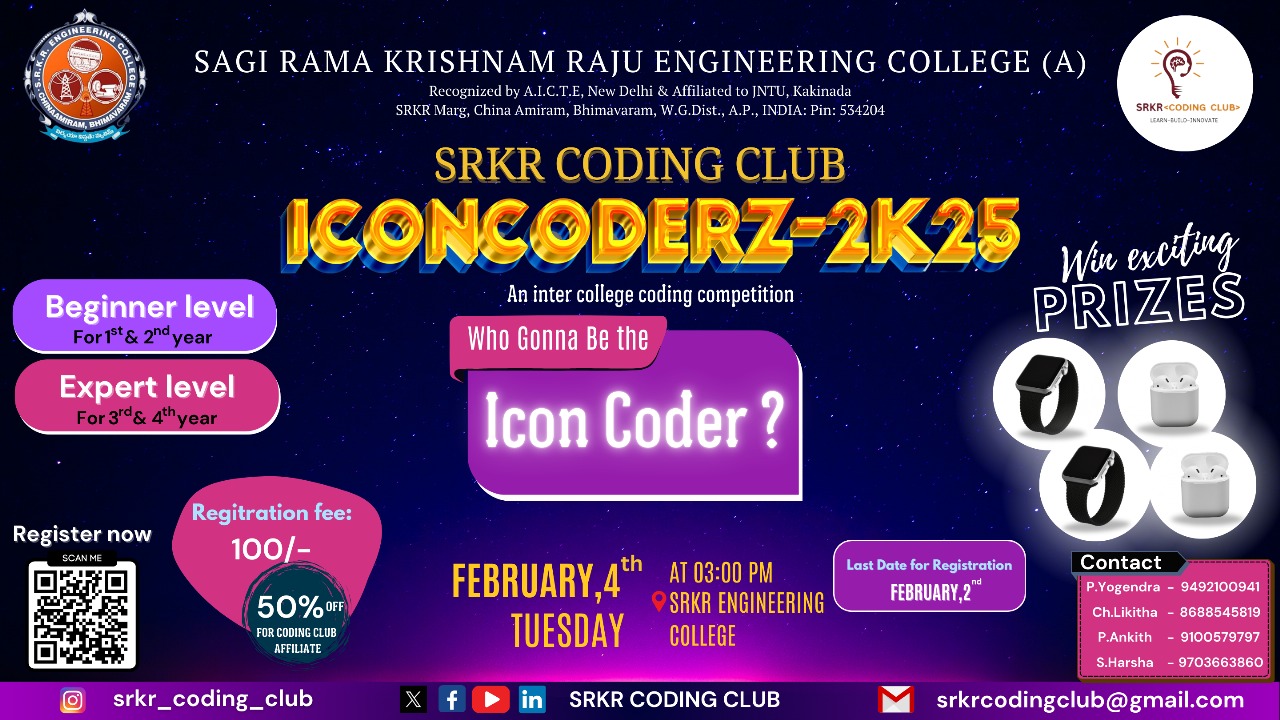 S.R.K.R. ENGINEERING COLLEGE
CHINAAMIRAM, BHIMAVARAM
SAGI RAMA KRISHNAM RAJU ENGINEERING COLLEGE (A)
Recognized by A.I.C.T.E, New Delhi & Affiliated to JNTU, Kakinada
SRKR Marg, China Amiram, Bhimavaram, W.G.Dist., A.P., INDIA: Pin: 534204
SRKR<CODING CLUB>
LEARN-BUILD-INNOVATE
SRKR CODING CLUB
ICONCODERZ-2K25
An inter college coding competition
Beginner level
For 1st & 2nd year
Expert level
For 3rd & 4th year
Who Gonna Be the
Icon Coder ?
Win exciting
PRIZES
Register now
SCAN ME
Regitration fee:
100/-
50% OFF
FOR CODING CLUB
AFFILIATE
FEBRUARY,4th
TUESDAY
AT 03:00 PM
SRKR ENGINEERING
COLLEGE
Last Date for Registration
FEBRUARY,2nd
Contact
P.Yogendra - 9492100941
Ch.Likitha - 8688545819
P.Ankith - 9100579797
S.Harsha - 9703663860
srkr_coding_club
SRKR CODING CLUB
srkrcodingclub@gmail.com